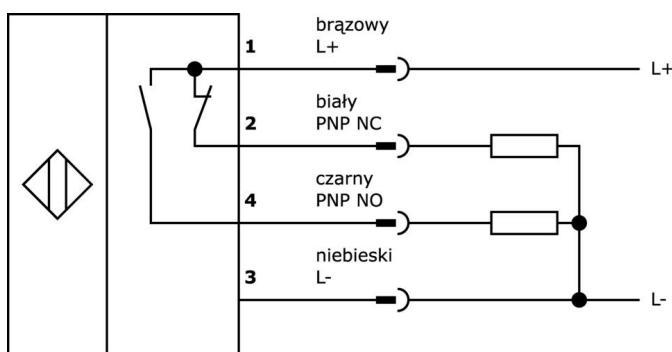 brązowy
1 L+
L+
biały
2 PNP NC
czarny
4 PNP NO
niebieski
3 L-
L-